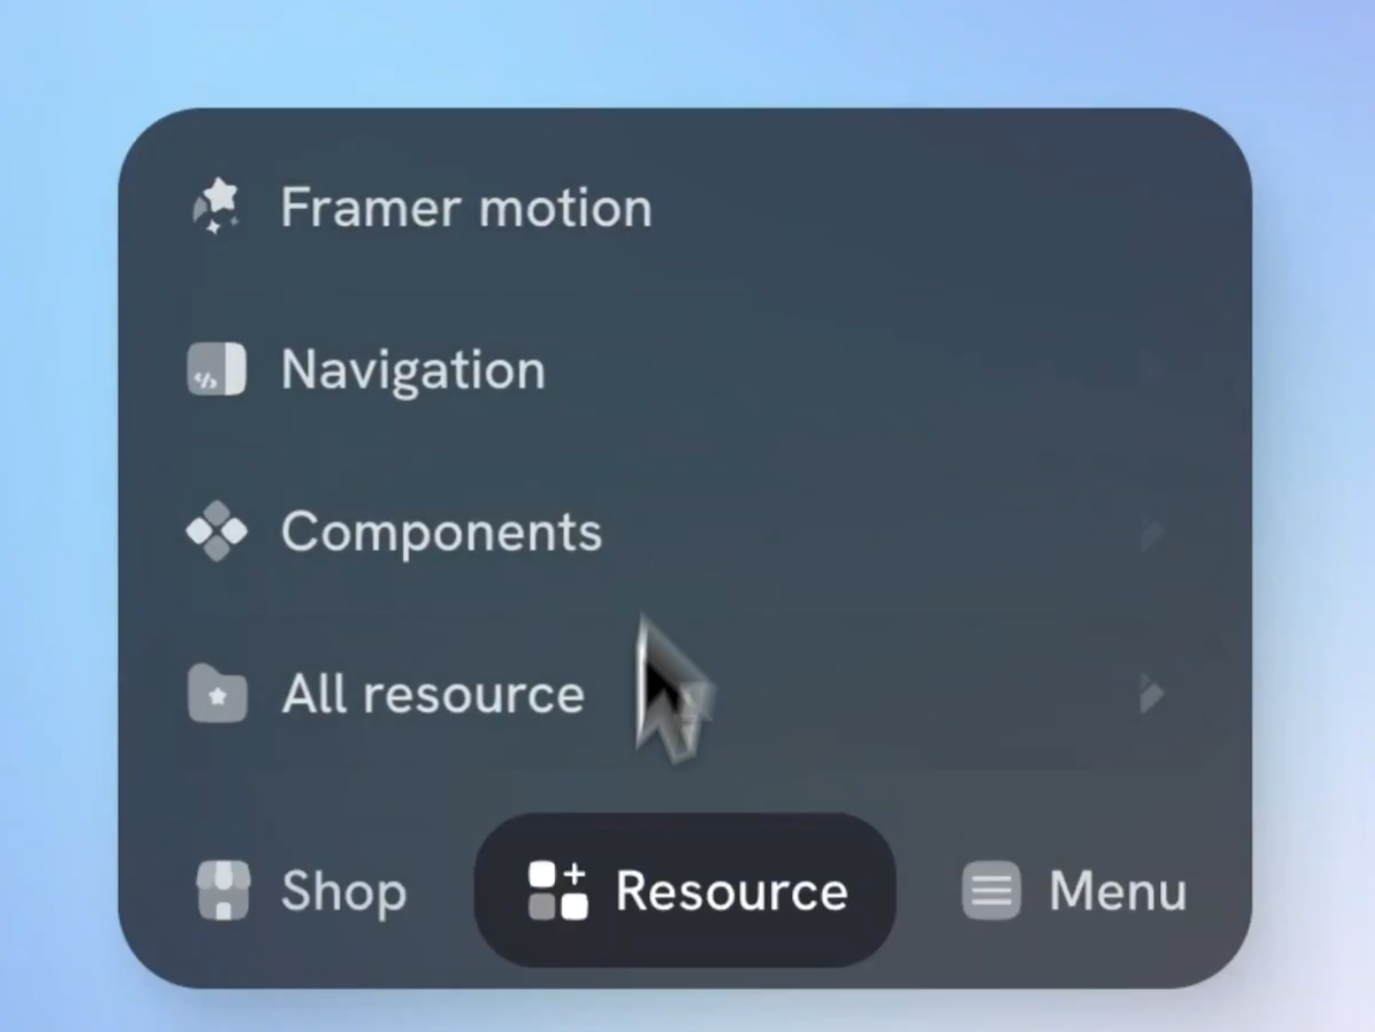 Framer motion
Navigation
Components
All resource
Shop Resource Menu